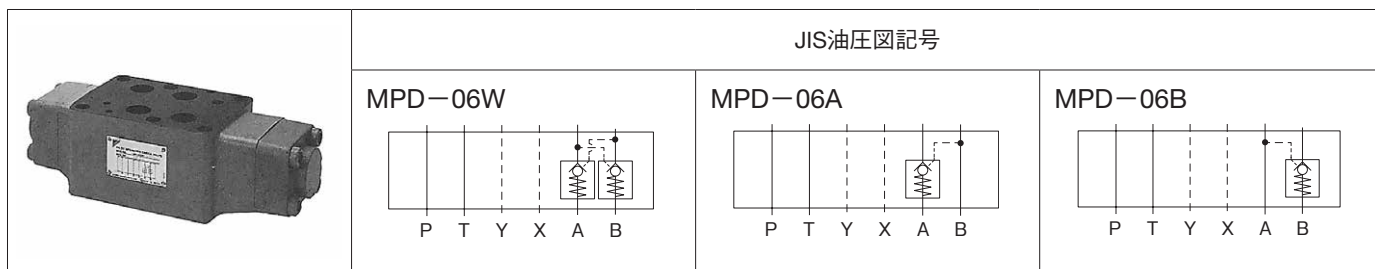 JIS油圧図記号
MPD－06W
P T Y X A B
MPD－06A
P T Y X A B
MPD－06B
P T Y X A B